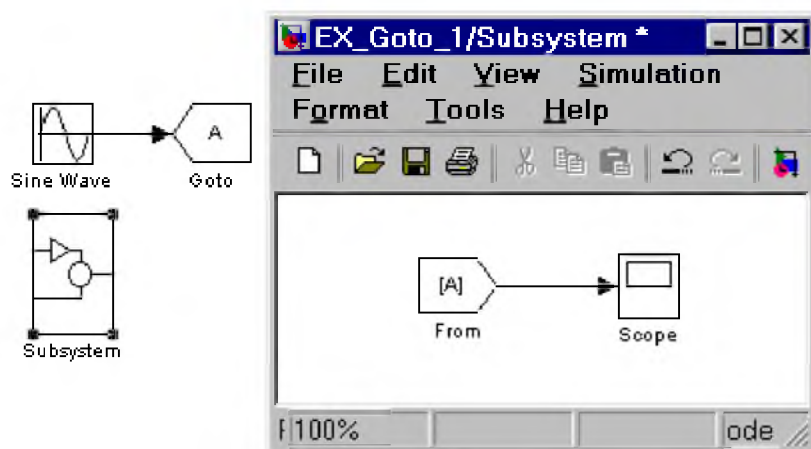 EX_Goto_1/Subsystem *
File Edit View Simulation
Format Tools Help
A
Sine Wave
Goto
Subsystem
[A]
From
Scope
100%
ode